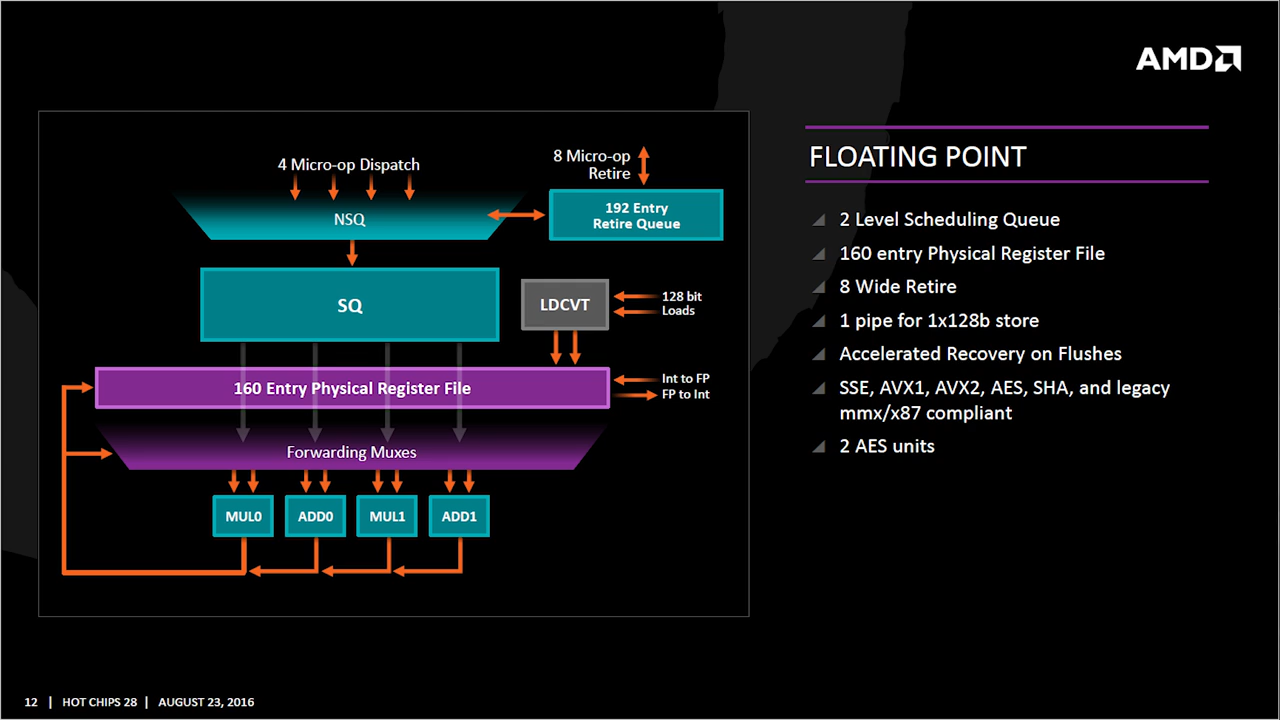 AMD
4 Micro-op Dispatch
8 Micro-op
Retire
NSQ
192 Entry
Retire Queue
SQ
LDCVT
128 bit
Loads
160 Entry Physical Register File
Int to FP
FP to Int
Forwarding Muxes
MUL0
ADD0
MUL1
ADD1
FLOATING POINT
2 Level Scheduling Queue
160 entry Physical Register File
8 Wide Retire
1 pipe for 1x128b store
Accelerated Recovery on Flushes
SSE, AVX1, AVX2, AES, SHA, and legacy
mmx/x87 compliant
2 AES units
12 | HOT CHIPS 28 | AUGUST 23, 2016